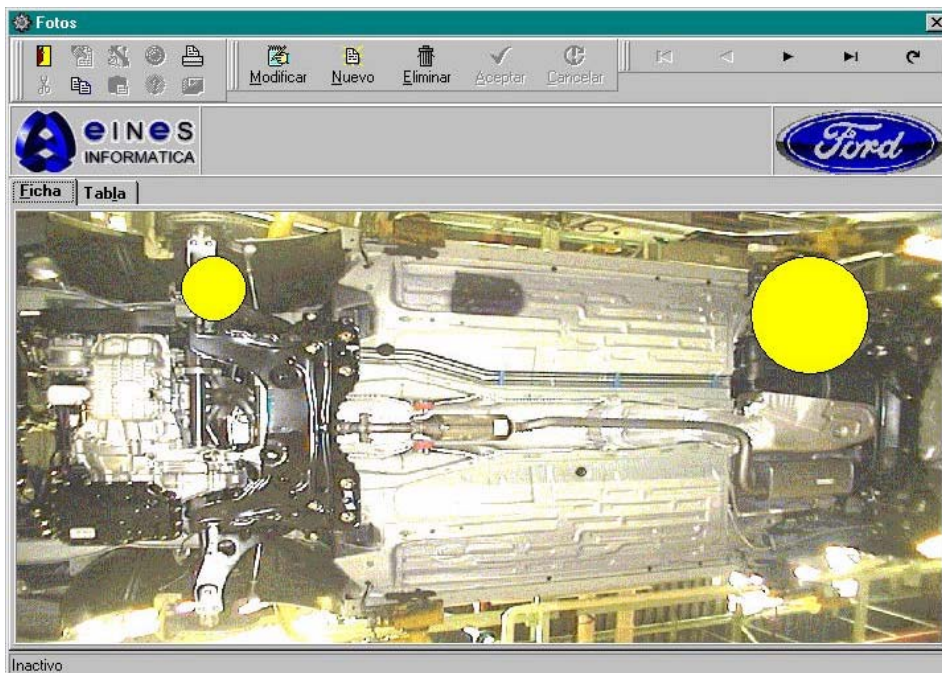 Fotos
Modificar Nuevo Eliminar Aceptar Cancelar
eINeS
INFORMATICA
Ford
Ficha Tabla
Inactivo